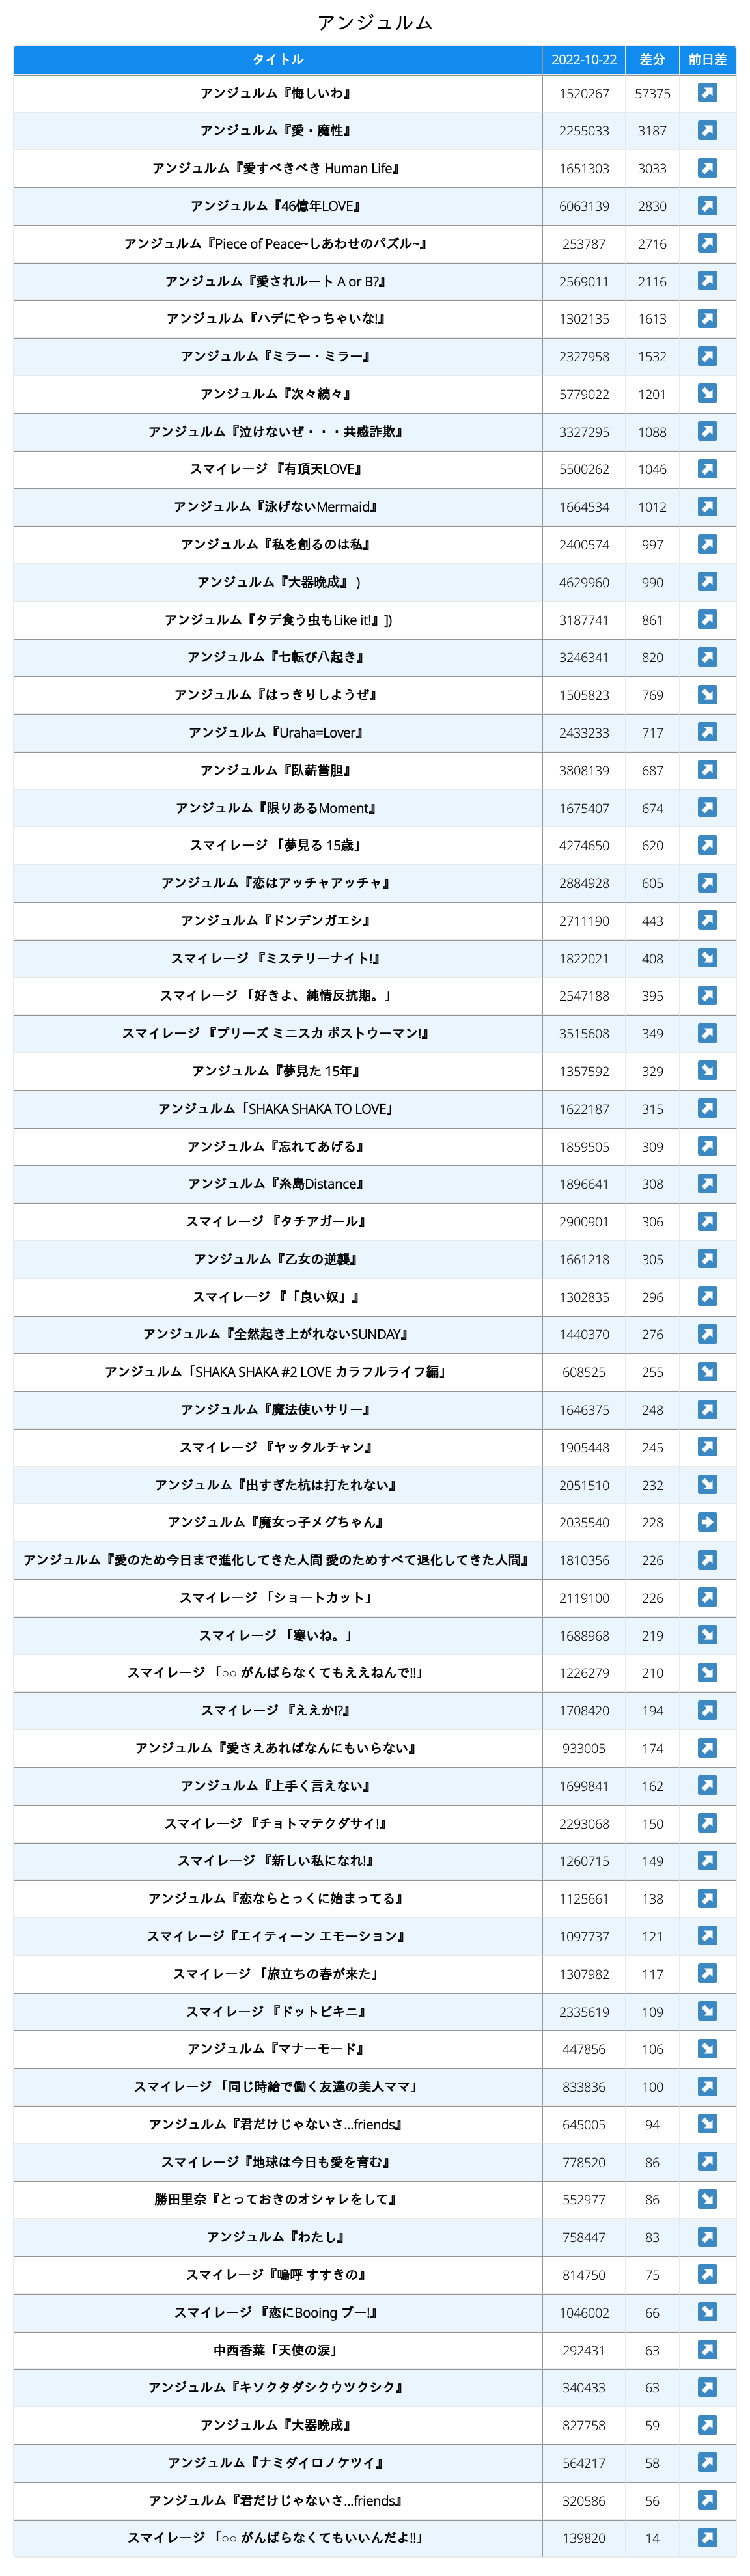 アンジュルム
タイトル 2022-10-22 差分 前日差
アンジュルム『悔しいわ』 1520267 57375
アンジュルム『愛・魔性』 2255033 3187
アンジュルム『愛すべきべき Human Life』 1651303 3033
アンジュルム『46億年LOVE』 6063139 2830
アンジュルム『Piece of Peace~しあわせのパズル~』 253787 2716
アンジュルム『愛されルート A or B?』 2569011 2116
アンジュルム『ハデにやっちゃいな!』 1302135 1613
アンジュルム『ミラー・ミラー』 2327958 1532
アンジュルム『次々続々』 5779022 1201
アンジュルム『泣けないぜ・・・共感詐欺』 3327295 1088
スマイレージ 『有頂天LOVE』 5500262 1046
アンジュルム『泳げないMermaid』 1664534 1012
アンジュルム『私を創るのは私』 2400574 997
アンジュルム『大器晩成』 ) 4629960 990
アンジュルム『タデ食う虫もLike it!』]) 3187741 861
アンジュルム『七転び八起き』 3246341 820
アンジュルム『はっきりしようぜ』 1505823 769
アンジュルム『Uraha=Lover』 2433233 717
アンジュルム『臥薪嘗胆』 3808139 687
アンジュルム『限りあるMoment』 1675407 674
スマイレージ 「夢見る 15歳」 4274650 620
アンジュルム『恋はアッチャアッチャ』 2884928 605
アンジュルム『ドンデンガエシ』 2711190 443
スマイレージ 『ミステリーナイト!』 1822021 408
スマイレージ 「好きよ、純情反抗期。」 2547188 395
スマイレージ 『プリーズ ミニスカ ポストウーマン!』 3515608 349
アンジュルム『夢見た 15年』 1357592 329
アンジュルム「SHAKA SHAKA TO LOVE」 1622187 315
アンジュルム『忘れてあげる』 1859505 309
アンジュルム『糸島Distance』 1896641 308
スマイレージ 『タチアガール』 2900901 306
アンジュルム『乙女の逆襲』 1661218 305
スマイレージ 『「良い奴」』 1302835 296
アンジュルム『全然起き上がれないSUNDAY』 1440370 276
アンジュルム「SHAKA SHAKA #2 LOVE カラフルライフ編」 608525 255
アンジュルム『魔法使いサリー』 1646375 248
スマイレージ 『ヤッタルチャン』 1905448 245
アンジュルム『出すぎた杭は打たれない』 2051510 232
アンジュルム『魔女っ子メグちゃん』 2035540 228
アンジュルム『愛のため今日まで進化してきた人間 愛のためすべて退化してきた人間』 1810356 226
スマイレージ 「ショートカット」 2119100 226
スマイレージ 「寒いね。」 1688968 219
スマイレージ 「○○ がんばらなくてもええねんで!!」 1226279 210
スマイレージ 『ええか!?』 1708420 194
アンジュルム『愛さえあればなんにもいらない』 933005 174
アンジュルム『上手く言えない』 1699841 162
スマイレージ 『チョトマテクダサイ!』 2293068 150
スマイレージ 『新しい私になれ!』 1260715 149
アンジュルム『恋ならとっくに始まってる』 1125661 138
スマイレージ『エイティーン エモーション』 1097737 121
スマイレージ 「旅立ちの春が来た」 1307982 117
スマイレージ 『ドットビキニ』 2335619 109
アンジュルム『マナーモード』 447856 106
スマイレージ 「同じ時給で働く友達の美人ママ」 833836 100
アンジュルム『君だけじゃないさ...friends』 645005 94
スマイレージ『地球は今日も愛を育む』 778520 86
勝田里奈『とっておきのオシャレをして』 552977 86
アンジュルム『わたし』 758447 83
スマイレージ『嗚呼 すすきの』 814750 75
スマイレージ 『恋にBooing ブー!』 1046002 66
中西香菜「天使の涙」 292431 63
アンジュルム『キソクタダシクウツクシク』 340433 63
アンジュルム『大器晩成』 827758 59
アンジュルム『ナミダイロノケツイ』 564217 58
アンジュルム『君だけじゃないさ...friends』 320586 56
スマイレージ 「○○ がんばらなくてもいいんだよ!!」 139820 14